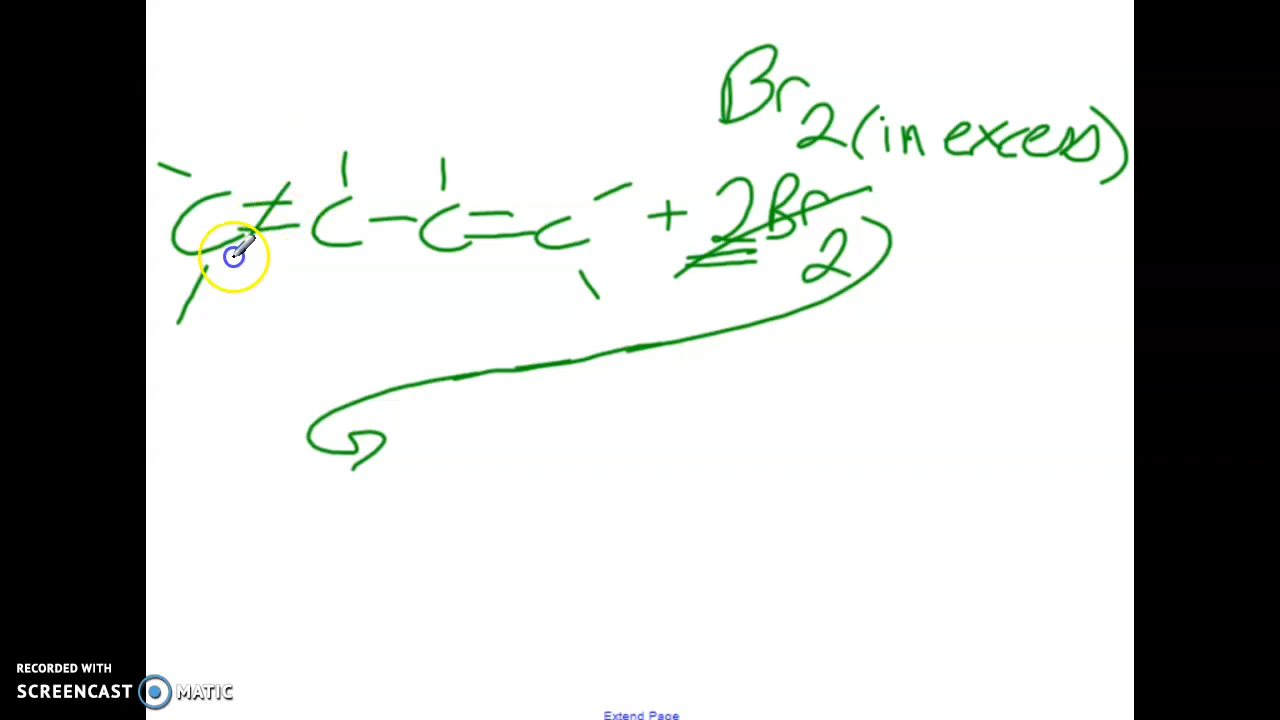 Br2 (in excess)
C=C-C=C + 2Br2
RECORDED WITH
SCREENCAST MATIC
Extend Page